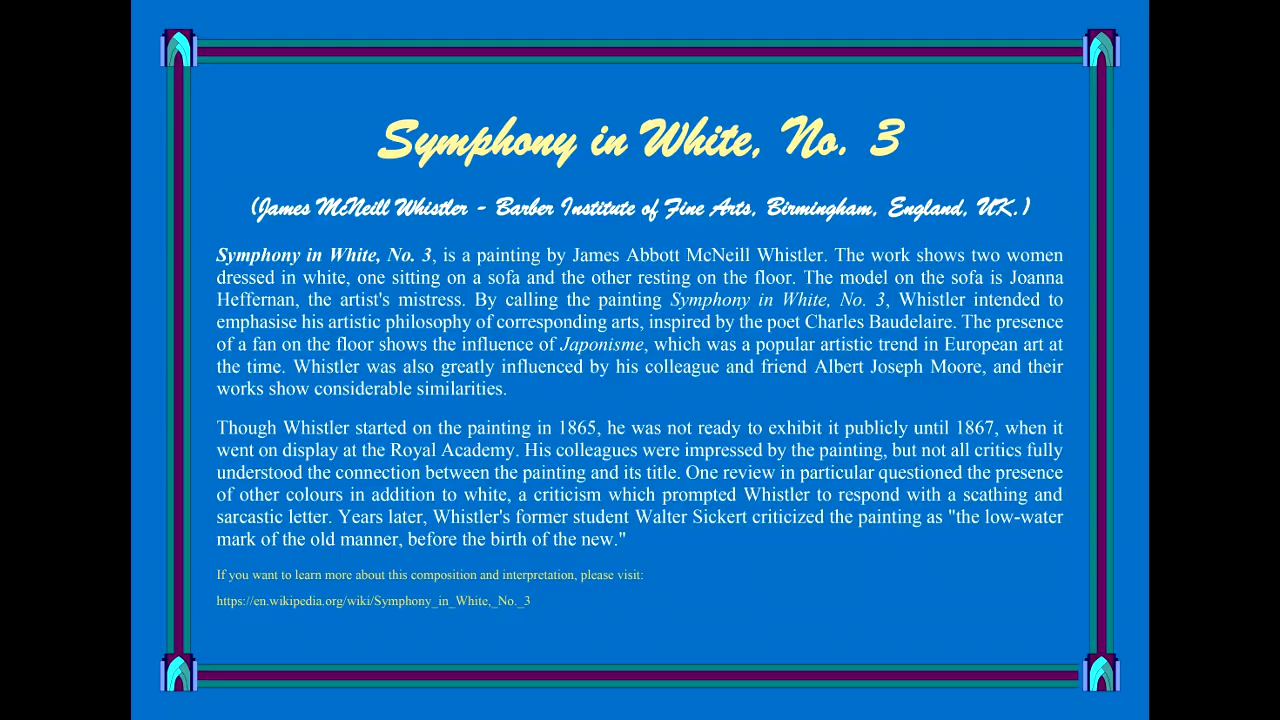 Symphony in White, No. 3
(James McNeill Whistler - Barber Institute of Fine Arts, Birmingham, England, UK.)
Symphony in White, No. 3, is a painting by James Abbott McNeill Whistler. The work shows two women
dressed in white, one sitting on a sofa and the other resting on the floor. The model on the sofa is Joanna
Heffernan, the artist's mistress. By calling the painting Symphony in White, No. 3, Whistler intended to
emphasise his artistic philosophy of corresponding arts, inspired by the poet Charles Baudelaire. The presence
of a fan on the floor shows the influence of Japonisme, which was a popular artistic trend in European art at
the time. Whistler was also greatly influenced by his colleague and friend Albert Joseph Moore, and their
works show considerable similarities.
Though Whistler started on the painting in 1865, he was not ready to exhibit it publicly until 1867, when it
went on display at the Royal Academy. His colleagues were impressed by the painting, but not all critics fully
understood the connection between the painting and its title. One review in particular questioned the presence
of other colours in addition to white, a criticism which prompted Whistler to respond with a scathing and
sarcastic letter. Years later, Whistler's former student Walter Sickert criticized the painting as "the low-water
mark of the old manner, before the birth of the new."
If you want to learn more about this composition and interpretation, please visit:
https://en.wikipedia.org/wiki/Symphony_in_White,_No._3